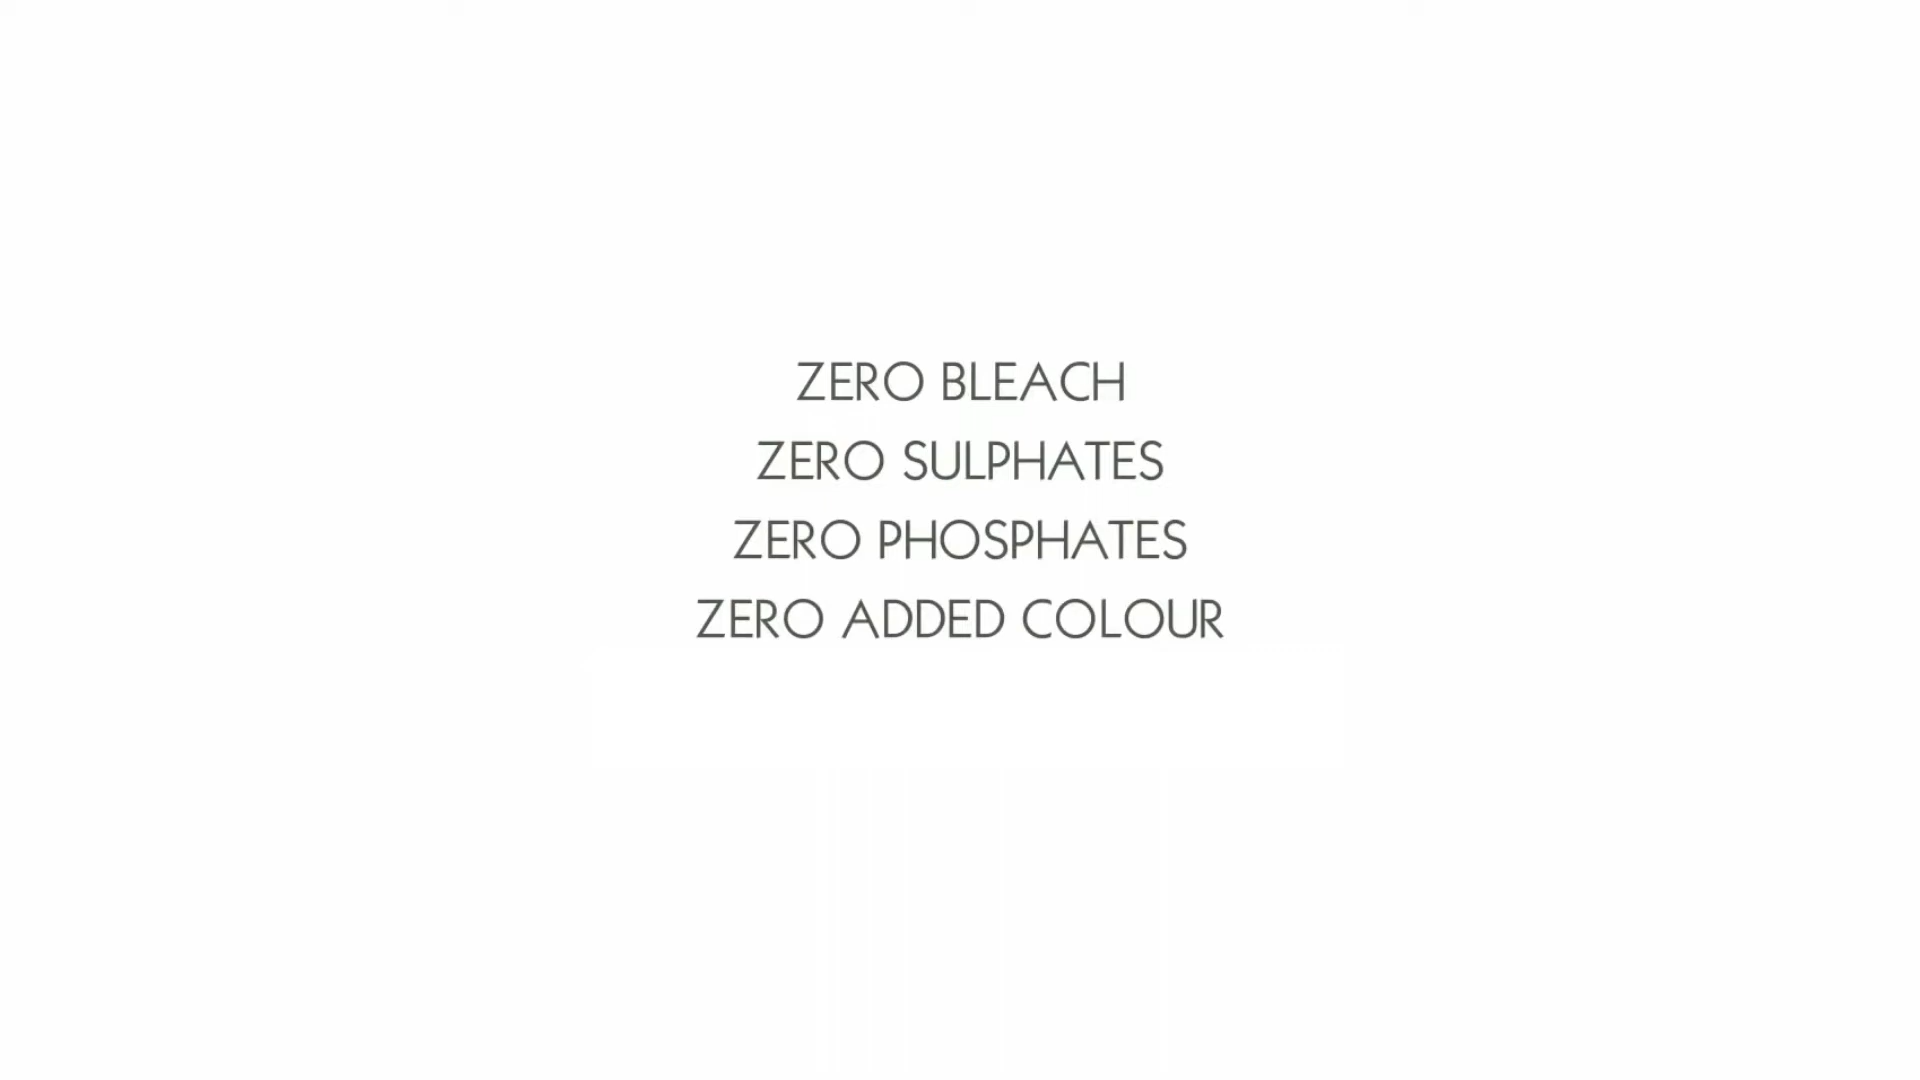 ZERO BLEACH
ZERO SULPHATES
ZERO PHOSPHATES
ZERO ADDED COLOUR